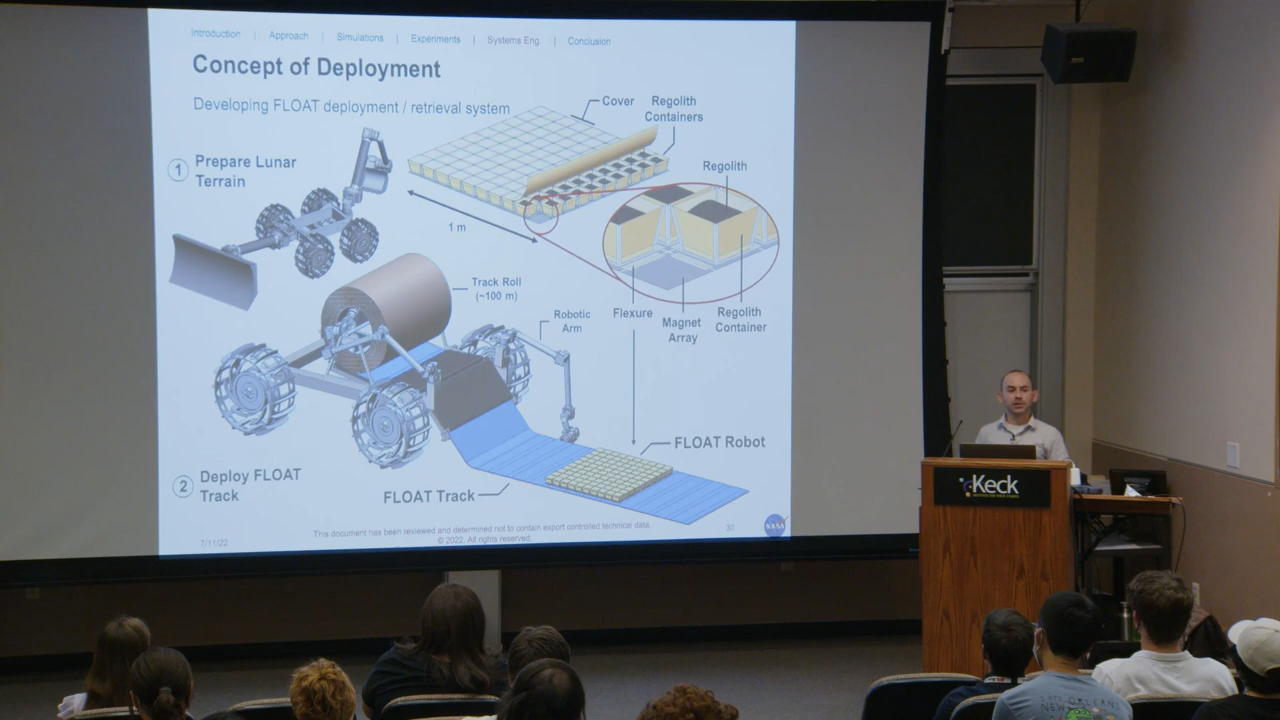 Introduction | Approach | Simulations | Experiments | Systems Eng. | Conclusion
Concept of Deployment
Developing FLOAT deployment / retrieval system
Cover
Regolith
Containers
1
Prepare Lunar
Terrain
Regolith
1 m
Track Roll
(~100 m)
Robotic
Arm
Flexure
Magnet
Array
Regolith
Container
FLOAT Robot
2
Deploy FLOAT
Track
FLOAT Track
This document has been reviewed and determined not to contain export controlled technical data.
© 2022. All rights reserved.
7/11/22
30
NASA
Keck
NEW ORLEANS